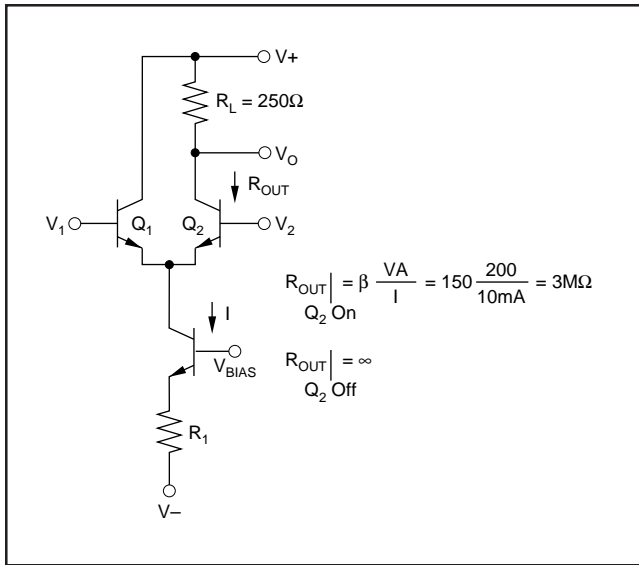 V+
R_L = 250Ω
V_O
R_OUT
V_1
Q_1
Q_2
V_2
R_OUT| = β VA/I = 150 200/10mA = 3MΩ
Q_2 On
I
V_BIAS
R_OUT| = ∞
Q_2 Off
R_1
V–